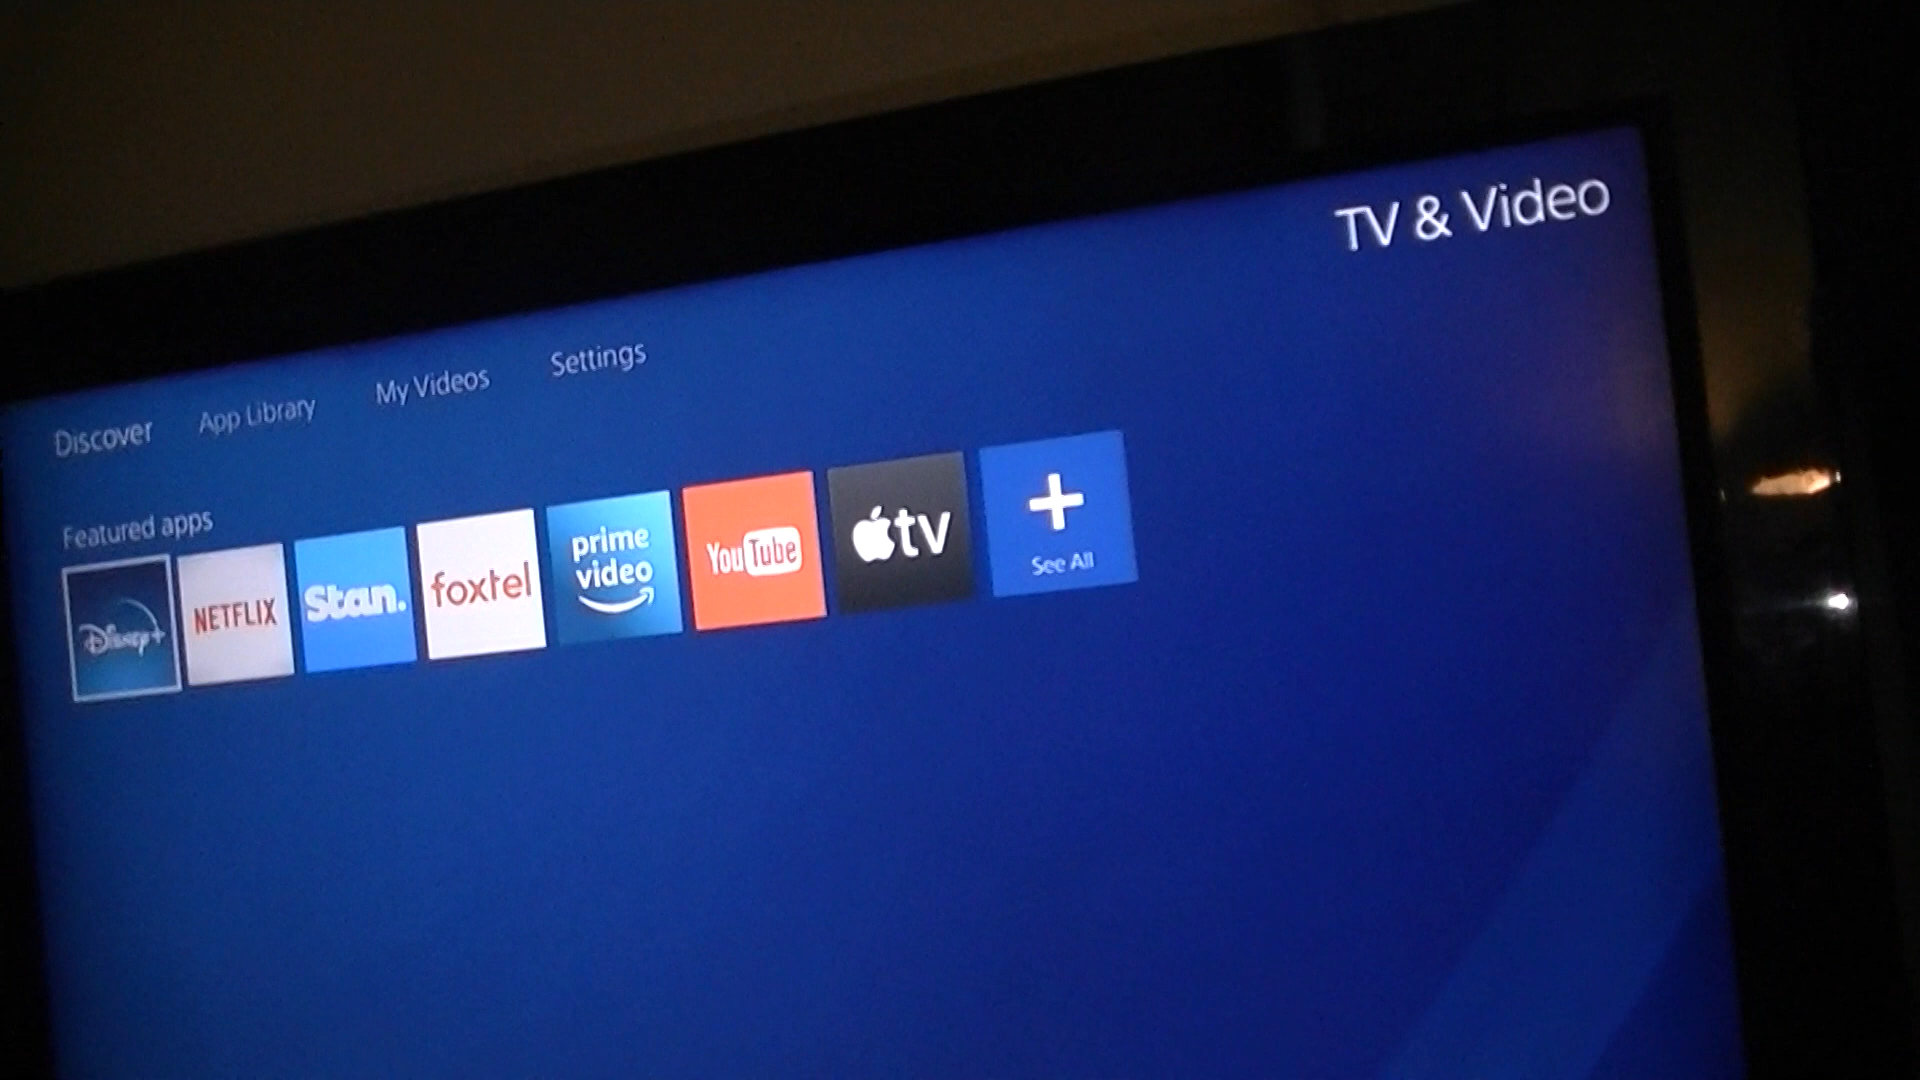 TV & Video
Discover App Library My Videos Settings
Featured apps
Disney+
NETFLIX
Stan.
foxtel
prime
video
YouTube
tv
See All